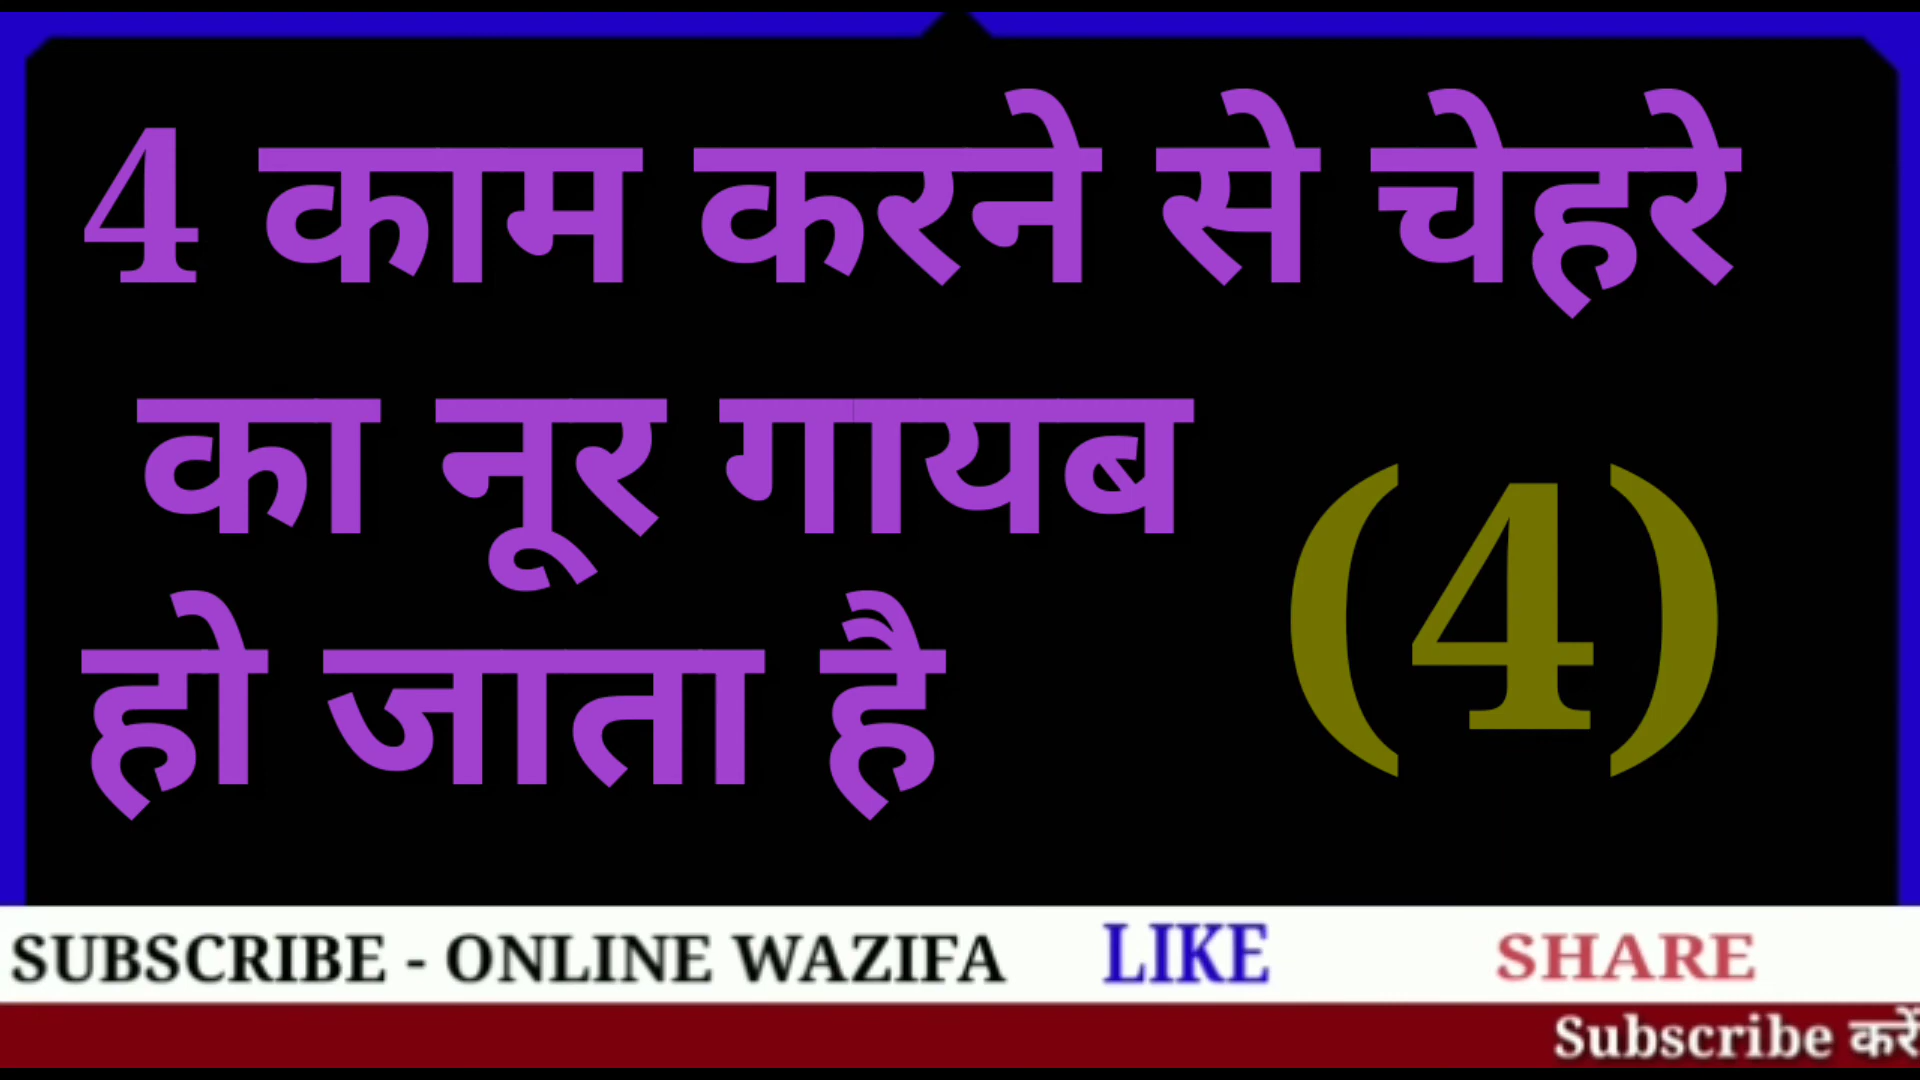 4 काम करने से चेहरे
का नूर गायब
हो जाता है
(4)
SUBSCRIBE - ONLINE WAZIFA LIKE SHARE
Subscribe करें